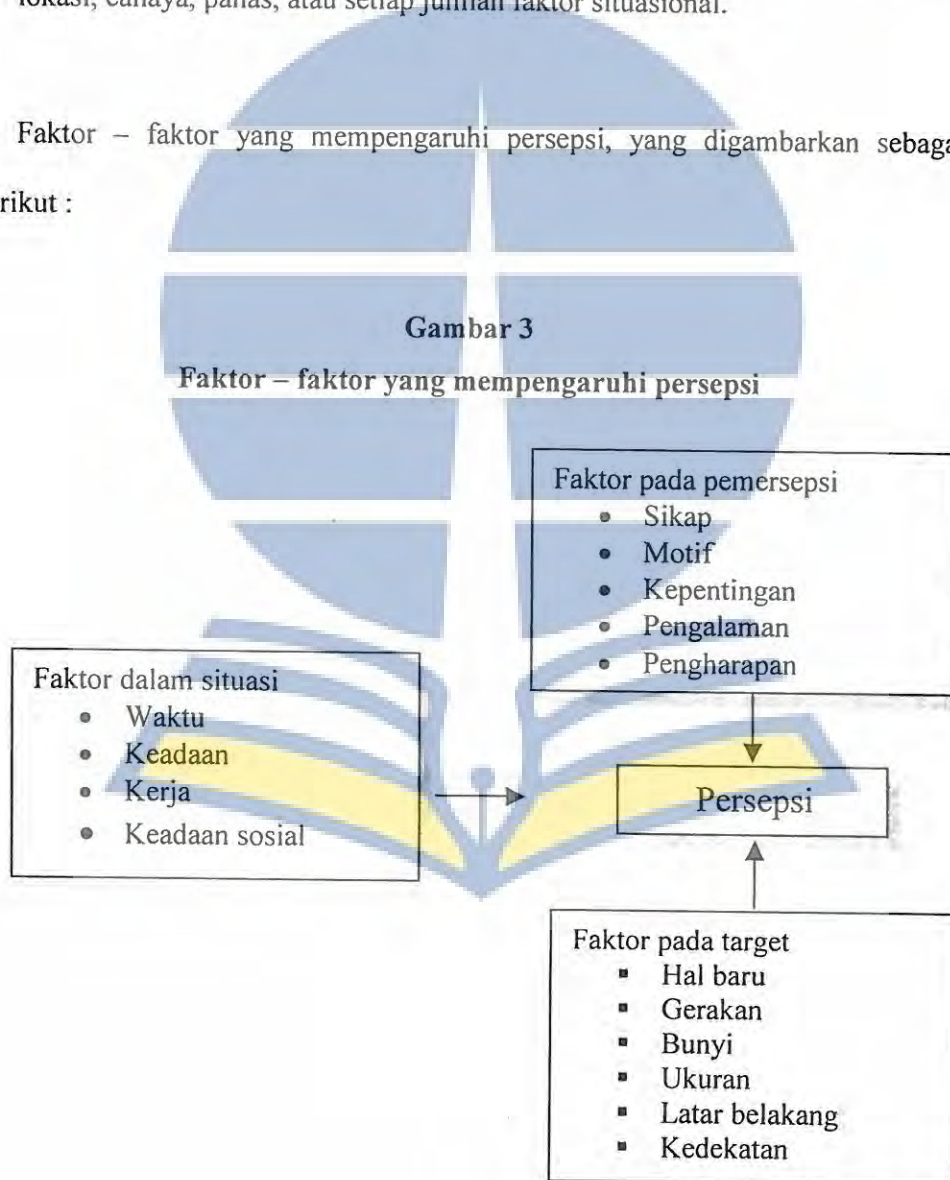 lokasi, cahaya, panas, atau setiap jumlah faktor situasional.
Faktor – faktor yang mempengaruhi persepsi, yang digambarkan
rikut :
Gambar 3
Faktor – faktor yang mempengaruhi persepsi
Faktor pada pemersepsi
• Sikap
• Motif
• Kepentingan
• Pengalaman
• Pengharapan
Faktor dalam situasi
• Waktu
• Keadaan
• Kerja
• Keadaan sosial
Persepsi
Faktor pada target
▪ Hal baru
▪ Gerakan
▪ Bunyi
▪ Ukuran
▪ Latar belakang
▪ Kedekatan